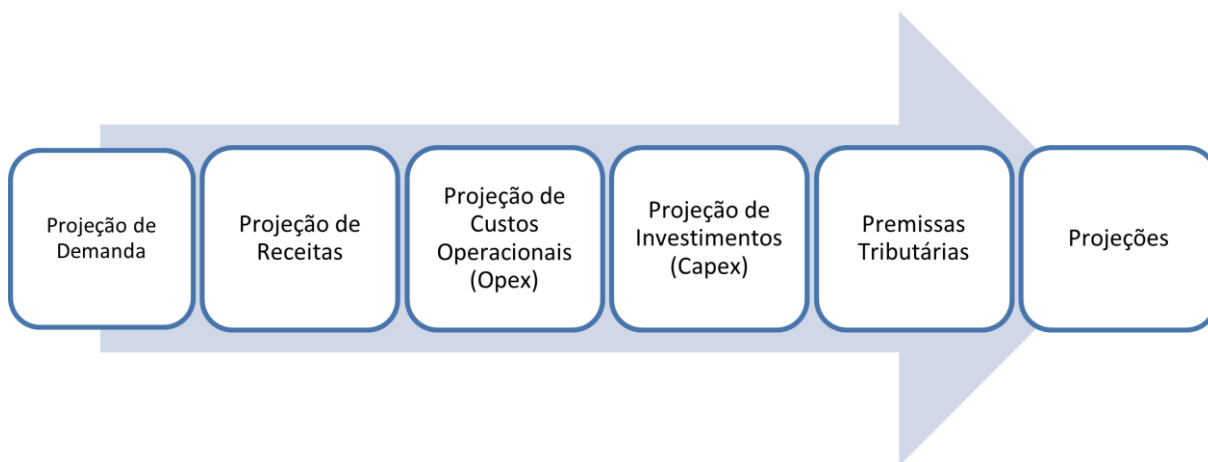 Projeção de
Demanda
Projeção de
Receitas
Projeção de
Custos
Operacionais
(Opex)
Projeção de
Investimentos
(Capex)
Premissas
Tributárias
Projeções